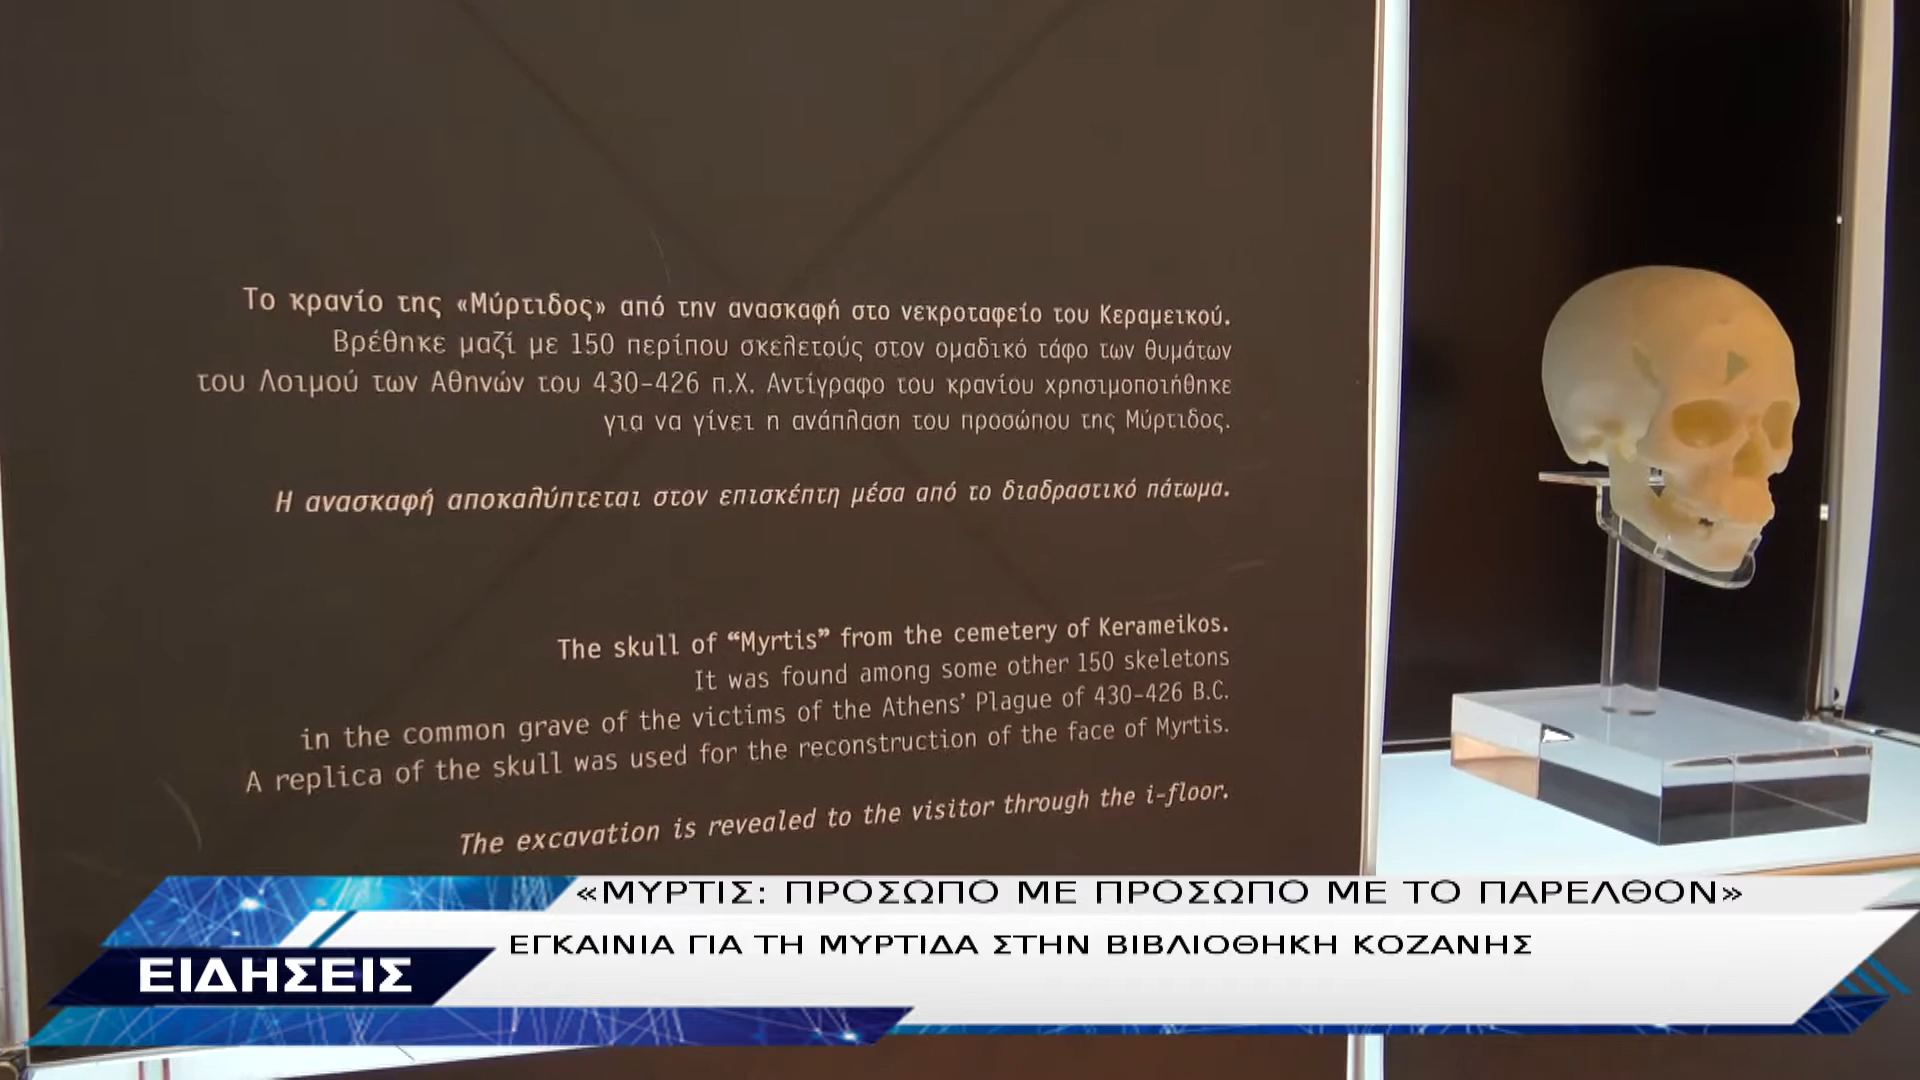 Το κρανίο της «Μύρτιδος» από την ανασκαφή στο νεκροταφείο του Κεραμεικού.
Βρέθηκε μαζί με 150 περίπου σκελετούς στον ομαδικό τάφο των θυμάτων
του Λοιμού των Αθηνών του 430-426 π.Χ. Αντίγραφο του κρανίου χρησιμοποιήθηκε
για να γίνει η ανάπλαση του προσώπου της Μύρτιδος.
Η ανασκαφή αποκαλύπτεται στον επισκέπτη μέσα από το διαδραστικό πάτωμα.
The skull of “Myrtis” from the cemetery of Kerameikos.
It was found among some other 150 skeletons
in the common grave of the victims of the Athens’ Plague of 430-426 B.C.
A replica of the skull was used for the reconstruction of the face of Myrtis.
The excavation is revealed to the visitor through the i-floor.
«ΜΥΡΤΙΣ: ΠΡΟΣΩΠΟ ΜΕ ΠΡΟΣΩΠΟ ΜΕ ΤΟ ΠΑΡΕΛΘΟΝ»
ΕΓΚΑΙΝΙΑ ΓΙΑ ΤΗ ΜΥΡΤΙΔΑ ΣΤΗΝ ΒΙΒΛΙΟΘΗΚΗ ΚΟΖΑΝΗΣ
ΕΙΔΗΣΕΙΣ